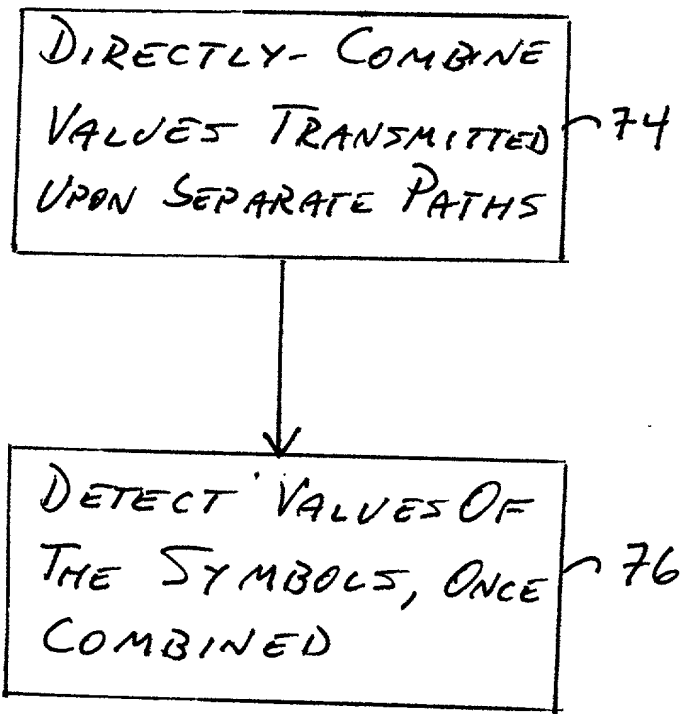 DIRECTLY- COMBINE
VALUES TRANSMITTED
UPON SEPARATE PATHS
74
DETECT VALUES OF
THE SYMBOLS, ONCE
COMBINED
76